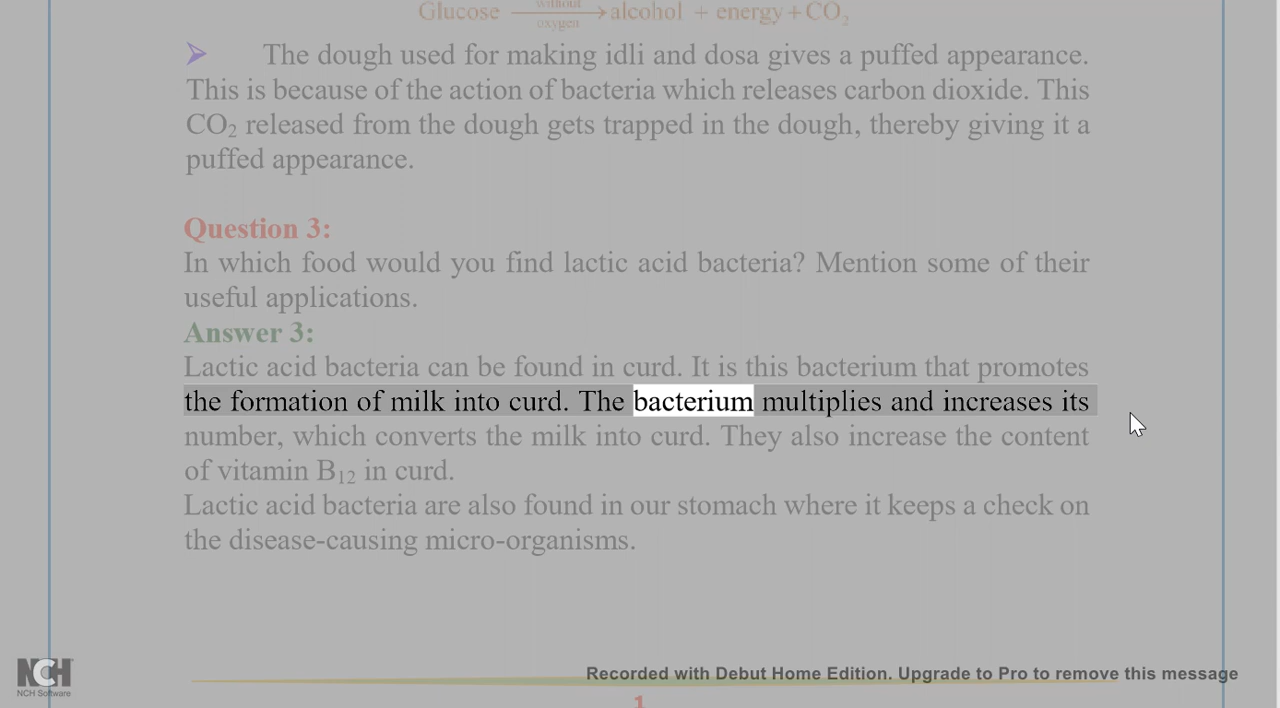 Glucose without oxygen → alcohol + energy + CO₂
➢ The dough used for making idli and dosa gives a puffed appearance.
This is because of the action of bacteria which releases carbon dioxide. This
CO₂ released from the dough gets trapped in the dough, thereby giving it a
puffed appearance.
Question 3:
In which food would you find lactic acid bacteria? Mention some of their
useful applications.
Answer 3:
Lactic acid bacteria can be found in curd. It is this bacterium that promotes
the formation of milk into curd. The bacterium multiplies and increases its
number, which converts the milk into curd. They also increase the content
of vitamin B₁₂ in curd.
Lactic acid bacteria are also found in our stomach where it keeps a check on
the disease-causing micro-organisms.
NCH
NCH Software
Recorded with Debut Home Edition. Upgrade to Pro to remove this message
1